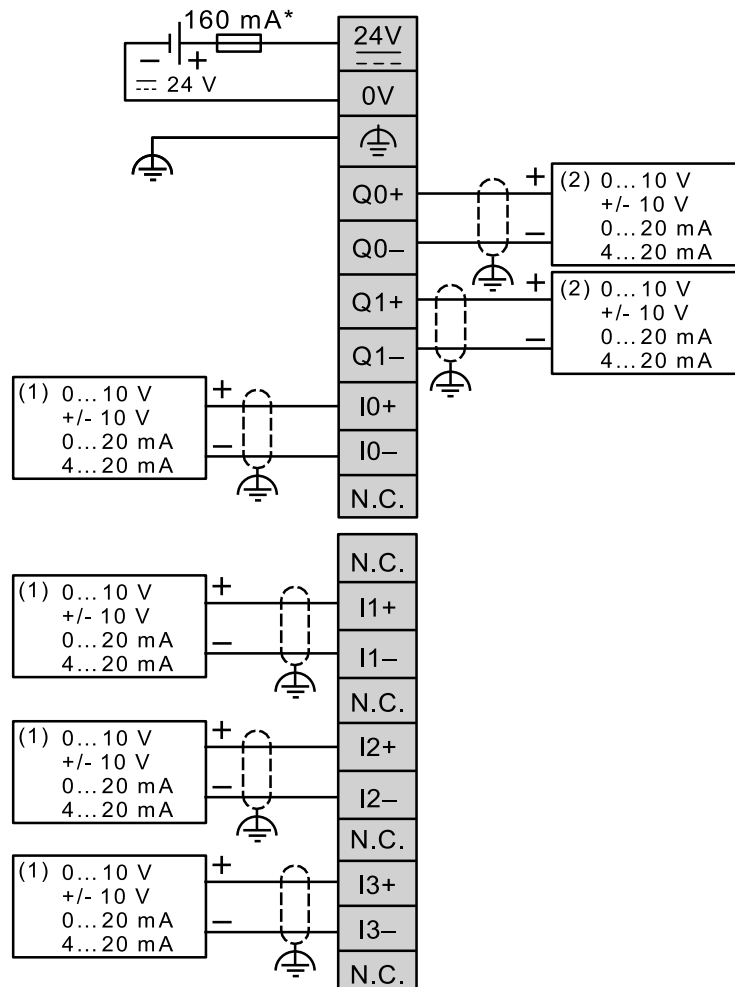 160 mA*
24V
– +
24 V
0V
Q0+
+
(2) 0...10 V
+/- 10 V
0...20 mA
4...20 mA
Q0–
–
Q1+
+
(2) 0...10 V
+/- 10 V
0...20 mA
4...20 mA
Q1–
–
(1) 0...10 V
+/- 10 V
0...20 mA
4...20 mA
+
I0+
–
I0–
N.C.
N.C.
(1) 0...10 V
+/- 10 V
0...20 mA
4...20 mA
+
I1+
–
I1–
N.C.
(1) 0...10 V
+/- 10 V
0...20 mA
4...20 mA
+
I2+
–
I2–
N.C.
(1) 0...10 V
+/- 10 V
0...20 mA
4...20 mA
+
I3+
–
I3–
N.C.